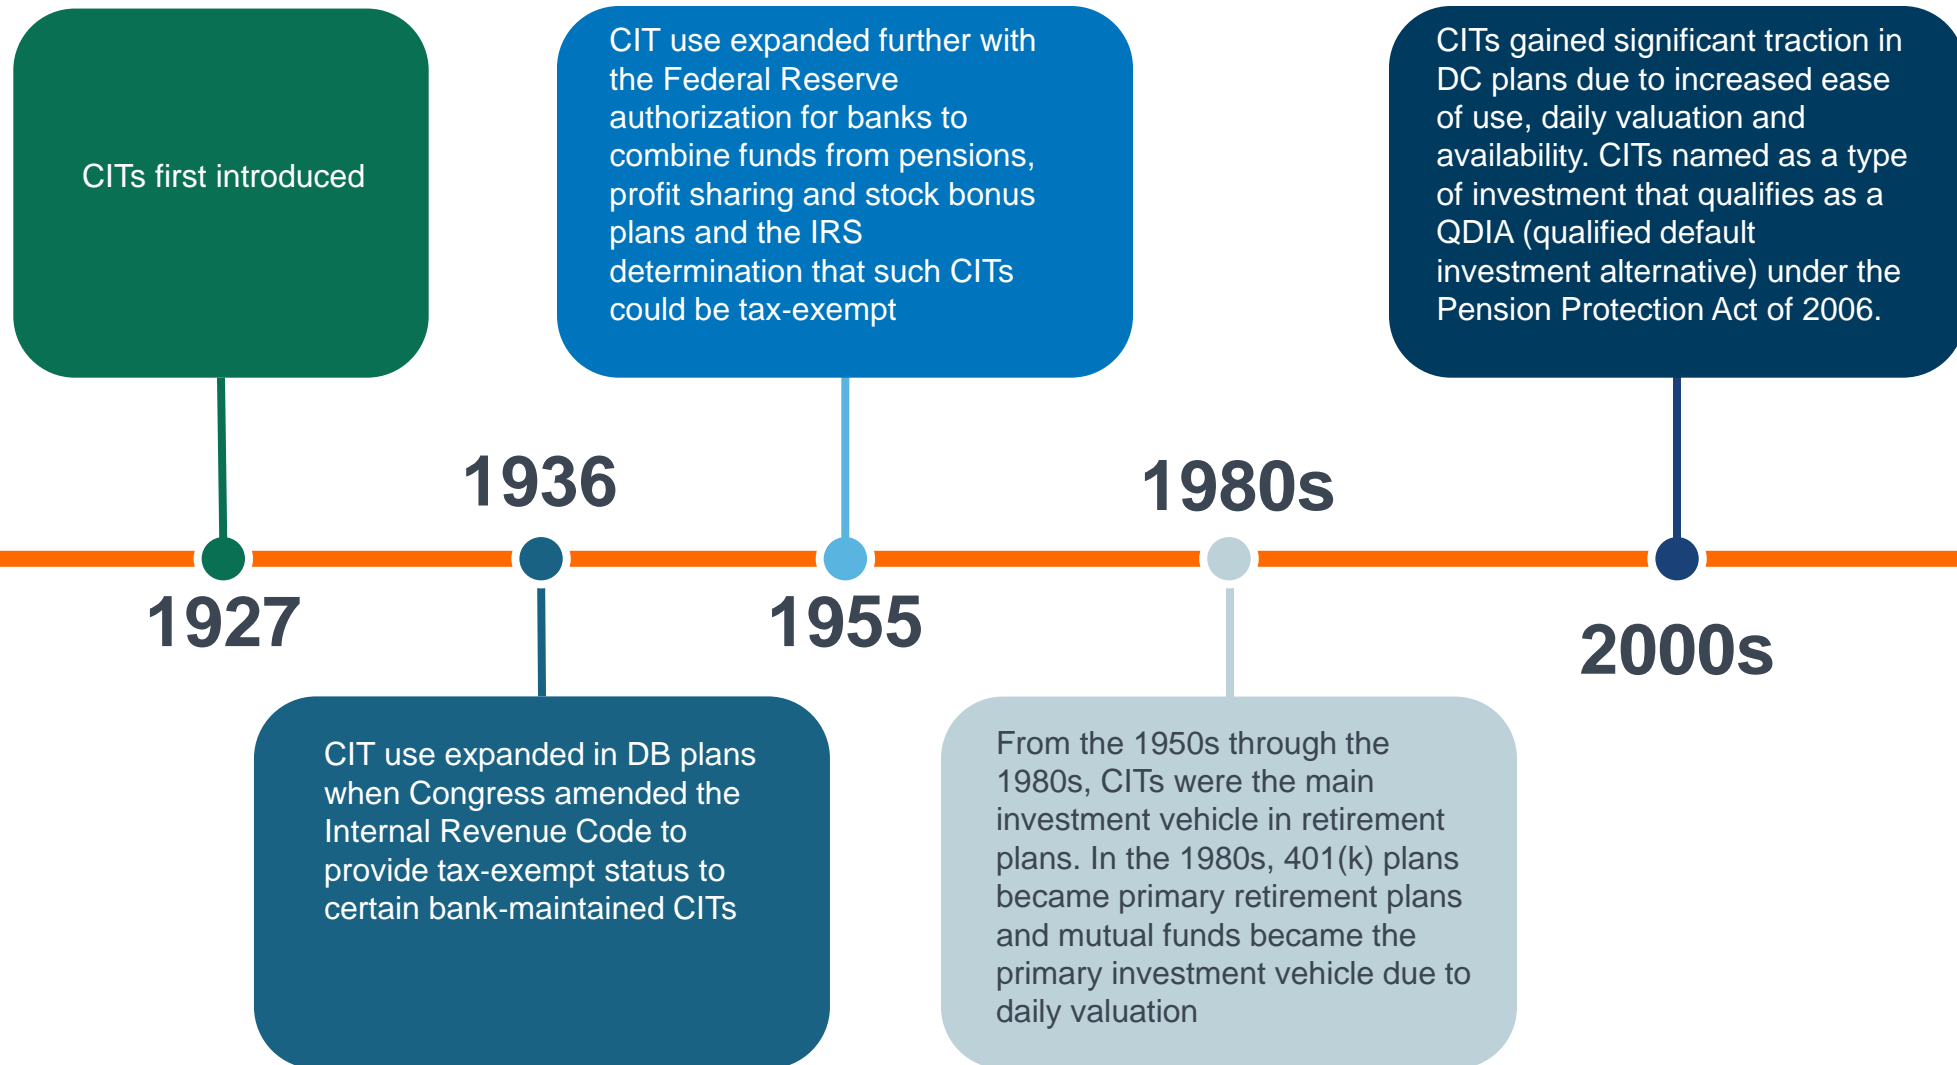 CITs first introduced
1927
1936
CIT use expanded in DB plans
when Congress amended the
Internal Revenue Code to
provide tax-exempt status to
certain bank-maintained CITs
CIT use expanded further with
the Federal Reserve
authorization for banks to
combine funds from pensions,
profit sharing and stock bonus
plans and the IRS
determination that such CITs
could be tax-exempt
1955
1980s
From the 1950s through the
1980s, CITs were the main
investment vehicle in retirement
plans. In the 1980s, 401(k) plans
became primary retirement plans
and mutual funds became the
primary investment vehicle due to
daily valuation
CITs gained significant traction in
DC plans due to increased ease
of use, daily valuation and
availability. CITs named as a type
of investment that qualifies as a
QDIA (qualified default
investment alternative) under the
Pension Protection Act of 2006.
2000s